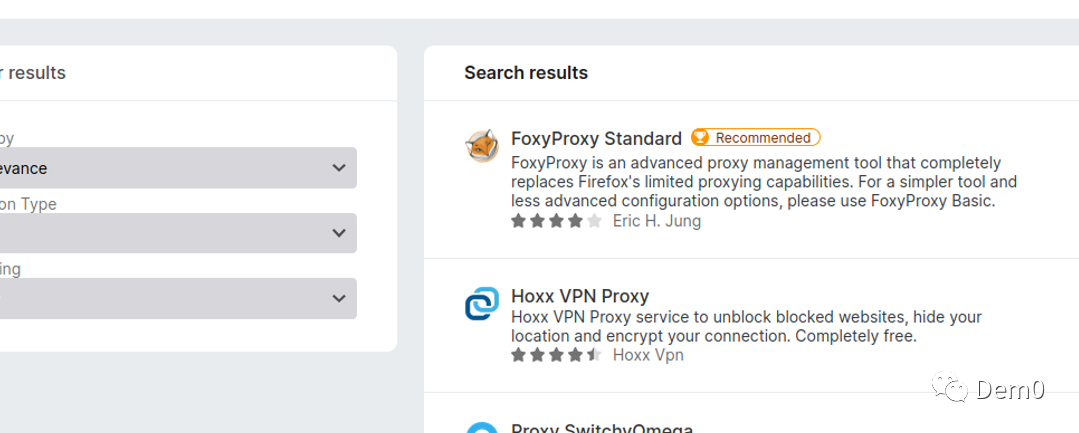 r results
by
evance
on Type
ing
Search results
FoxyProxy Standard Recommended
FoxyProxy is an advanced proxy management tool that completely
replaces Firefox's limited proxying capabilities. For a simpler tool and
less advanced configuration options, please use FoxyProxy Basic.
Eric H. Jung
Hoxx VPN Proxy
Hoxx VPN Proxy service to unblock blocked websites, hide your
location and encrypt your connection. Completely free.
Hoxx Vpn
Proxy SwitchyOmega
Dem0